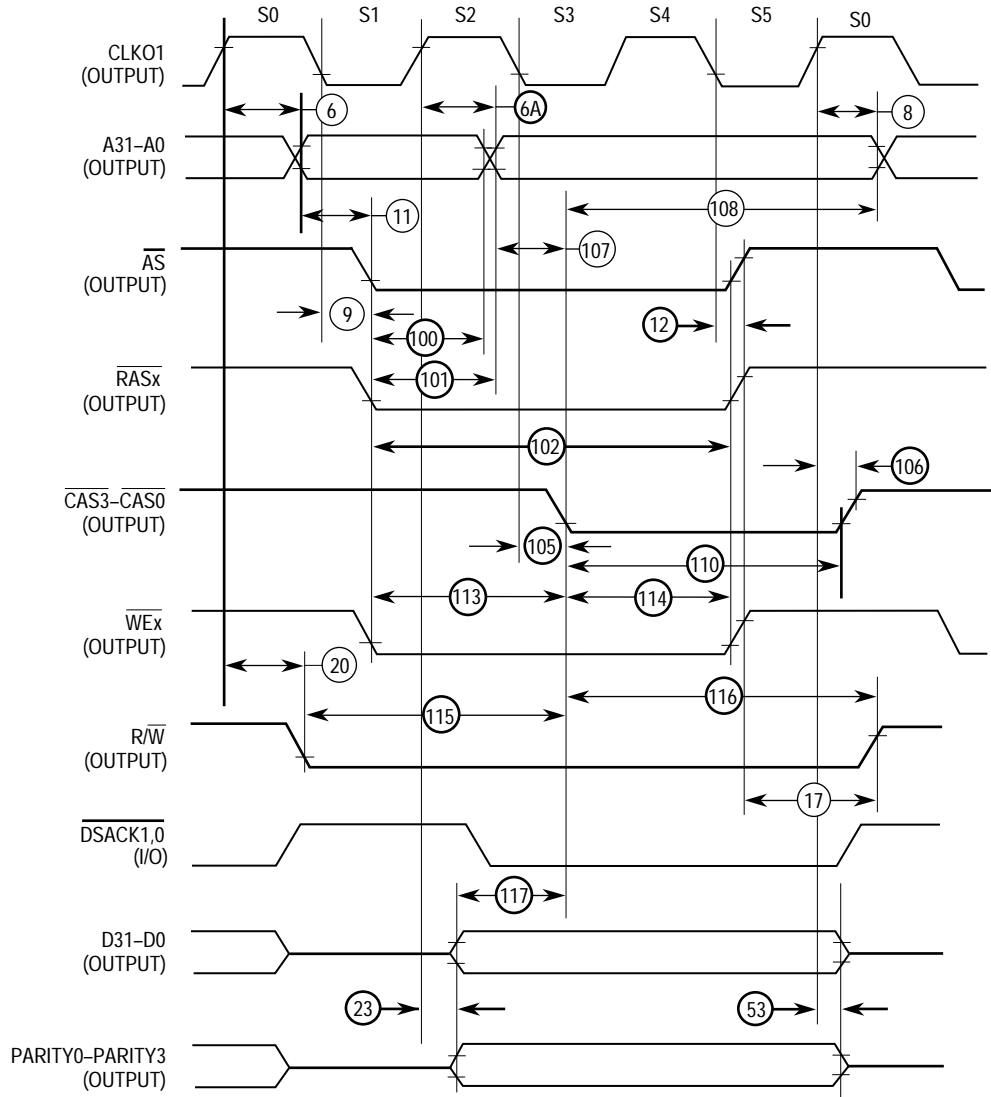 S0 S1 S2 S3 S4 S5 S0
CLKO1
(OUTPUT)
6 6A 8
A31–A0
(OUTPUT)
11 108
107
AS
(OUTPUT)
9 12
100
RASx
(OUTPUT)
101
102
106
CAS3–CAS0
(OUTPUT)
105
110
113 114
WEx
(OUTPUT)
20
115 116
R/W
(OUTPUT)
17
DSACK1,0
(I/O)
117
D31–D0
(OUTPUT)
23 53
PARITY0–PARITY3
(OUTPUT)